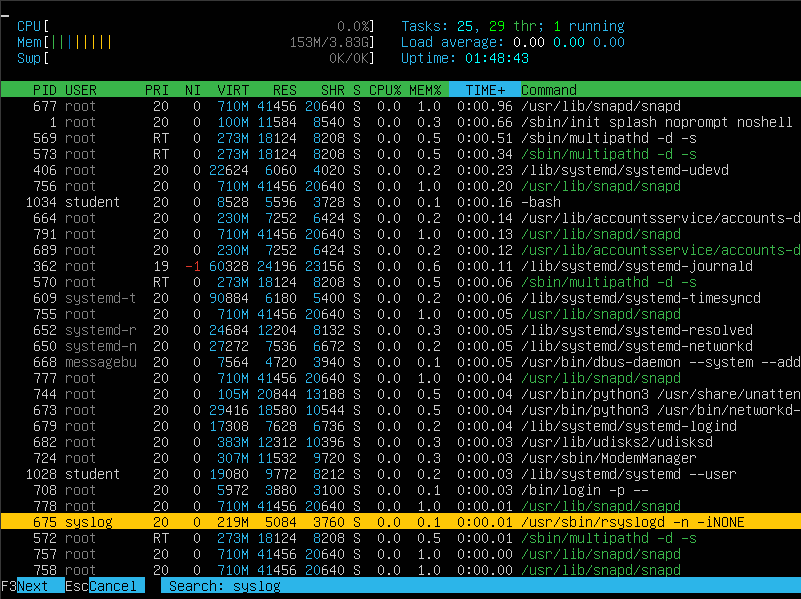 CPU[ 0.0%] Tasks: 25, 29 thr; 1 running
Mem[|||||||| 153M/3.83G] Load average: 0.00 0.00 0.00
Swp[ 0K/0K] Uptime: 01:48:43
PID USER PRI NI VIRT RES SHR S CPU% MEM% TIME+ Command
677 root 20 0 710M 41456 20640 S 0.0 1.0 0:00.96 /usr/lib/snapd/snapd
1 root 20 0 100M 11584 8540 S 0.0 0.3 0:00.66 /sbin/init splash noprompt noshell
569 root RT 0 273M 18124 8208 S 0.0 0.5 0:00.51 /sbin/multipathd -d -s
573 root RT 0 273M 18124 8208 S 0.0 0.5 0:00.34 /sbin/multipathd -d -s
406 root 20 0 22624 6060 4020 S 0.0 0.2 0:00.23 /lib/systemd/systemd-udevd
756 root 20 0 710M 41456 20640 S 0.0 1.0 0:00.20 /usr/lib/snapd/snapd
1034 student 20 0 8528 5596 3728 S 0.0 0.1 0:00.16 -bash
664 root 20 0 230M 7252 6424 S 0.0 0.2 0:00.14 /usr/lib/accountsservice/accounts-d
791 root 20 0 710M 41456 20640 S 0.0 1.0 0:00.13 /usr/lib/snapd/snapd
689 root 20 0 230M 7252 6424 S 0.0 0.2 0:00.12 /usr/lib/accountsservice/accounts-d
362 root 19 -1 60328 24196 23156 S 0.0 0.6 0:00.11 /lib/systemd/systemd-journald
570 root RT 0 273M 18124 8208 S 0.0 0.5 0:00.06 /sbin/multipathd -d -s
609 systemd-t 20 0 90884 6180 5400 S 0.0 0.2 0:00.06 /lib/systemd/systemd-timesyncd
755 root 20 0 710M 41456 20640 S 0.0 1.0 0:00.05 /usr/lib/snapd/snapd
652 systemd-r 20 0 24684 12204 8132 S 0.0 0.3 0:00.05 /lib/systemd/systemd-resolved
650 systemd-n 20 0 27272 7536 6672 S 0.0 0.2 0:00.05 /lib/systemd/systemd-networkd
668 messagebu 20 0 7564 4720 3940 S 0.0 0.1 0:00.05 /usr/bin/dbus-daemon --system --add
777 root 20 0 710M 41456 20640 S 0.0 1.0 0:00.04 /usr/lib/snapd/snapd
744 root 20 0 105M 20844 13188 S 0.0 0.5 0:00.04 /usr/bin/python3 /usr/share/unatten
673 root 20 0 29416 18580 10544 S 0.0 0.5 0:00.04 /usr/bin/python3 /usr/bin/networkd-
679 root 20 0 17308 7628 6736 S 0.0 0.2 0:00.04 /lib/systemd/systemd-logind
682 root 20 0 383M 12312 10396 S 0.0 0.3 0:00.03 /usr/lib/udisks2/udisksd
724 root 20 0 307M 11532 9720 S 0.0 0.3 0:00.03 /usr/sbin/ModemManager
1028 student 20 0 19080 9772 8212 S 0.0 0.2 0:00.03 /lib/systemd/systemd --user
708 root 20 0 5972 3880 3100 S 0.0 0.1 0:00.03 /bin/login -p --
778 root 20 0 710M 41456 20640 S 0.0 1.0 0:00.01 /usr/lib/snapd/snapd
675 syslog 20 0 219M 5084 3760 S 0.0 0.1 0:00.01 /usr/sbin/rsyslogd -n -iNONE
572 root RT 0 273M 18124 8208 S 0.0 0.5 0:00.01 /sbin/multipathd -d -s
757 root 20 0 710M 41456 20640 S 0.0 1.0 0:00.00 /usr/lib/snapd/snapd
758 root 20 0 710M 41456 20640 S 0.0 1.0 0:00.00 /usr/lib/snapd/snapd
F3Next EscCancel Search: syslog